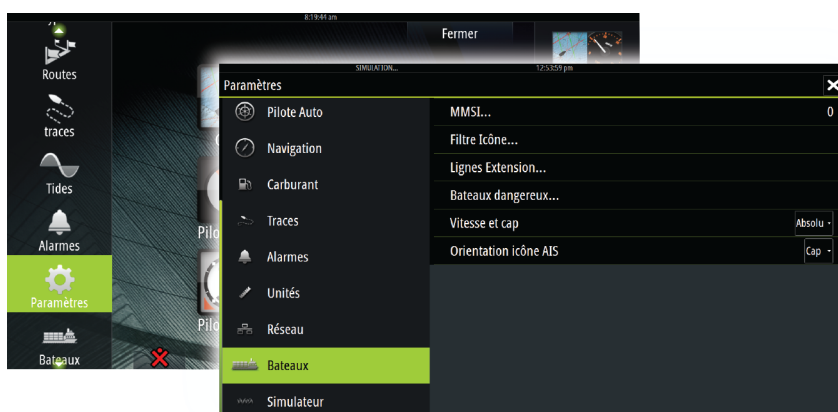 8:19:44 am
Fermer
Routes
traces
Tides
Alarmes
Paramètres
Bateaux
SIMULATION...
12:53:59 pm
Paramètres
Pilote Auto
Navigation
Carburant
Traces
Alarmes
Unités
Réseau
Bateaux
Simulateur
MMSI... 0
Filtre Icône...
Lignes Extension...
Bateaux dangereux...
Vitesse et cap Absolu
Orientation icône AIS Cap